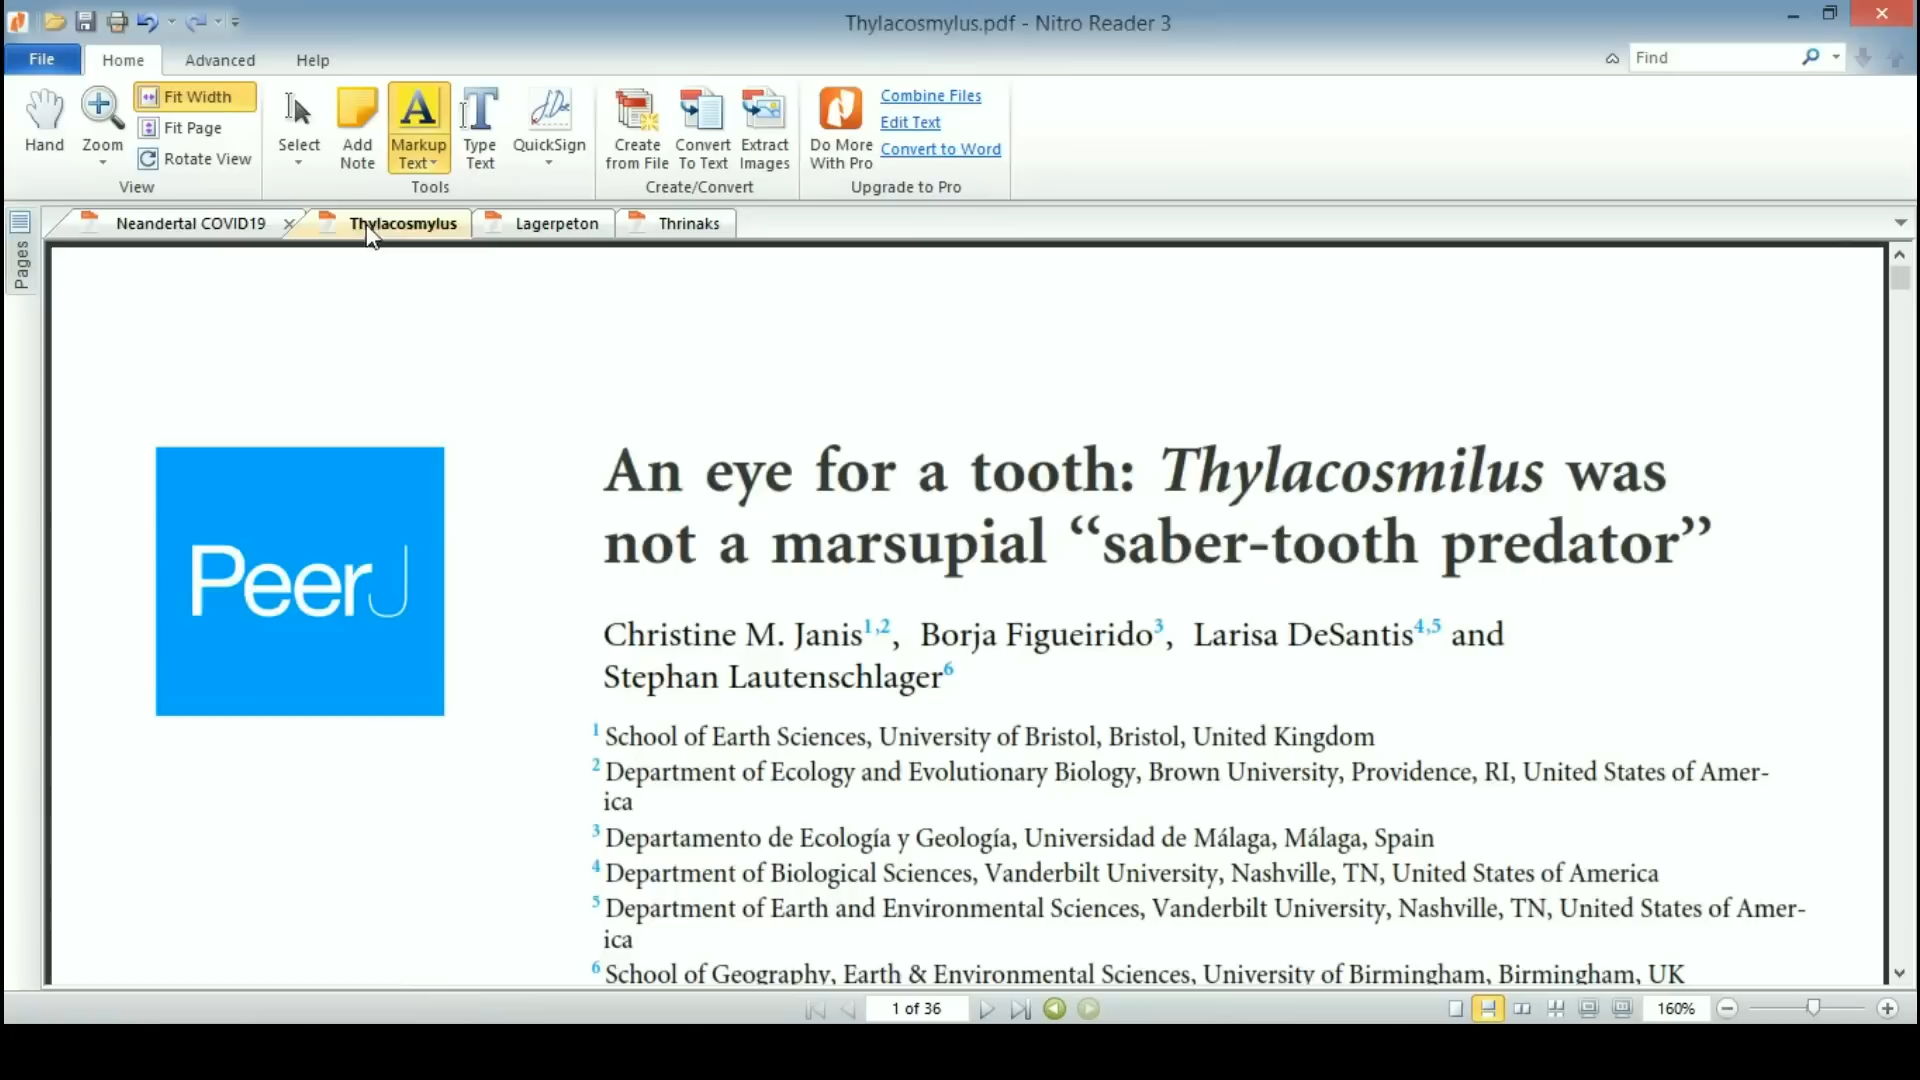 Thylacosmylus.pdf - Nitro Reader 3
File
Home
Advanced
Help
Find
Hand
Zoom
Fit Width
Fit Page
Rotate View
View
Select
Add Note
Markup Text
Type Text
QuickSign
Tools
Create from File
Convert To Text
Extract Images
Create/Convert
Do More With Pro
Combine Files
Edit Text
Convert to Word
Upgrade to Pro
Neandertal COVID19
Thylacosmylus
Lagerpeton
Thrinaks
Pages
PeerJ
An eye for a tooth: Thylacosmilus was
not a marsupial “saber-tooth predator”
Christine M. Janis1,2, Borja Figueirido3, Larisa DeSantis4,5 and
Stephan Lautenschlager6
1 School of Earth Sciences, University of Bristol, Bristol, United Kingdom
2 Department of Ecology and Evolutionary Biology, Brown University, Providence, RI, United States of Amer-
ica
3 Departamento de Ecología y Geología, Universidad de Málaga, Málaga, Spain
4 Department of Biological Sciences, Vanderbilt University, Nashville, TN, United States of America
5 Department of Earth and Environmental Sciences, Vanderbilt University, Nashville, TN, United States of Amer-
ica
6 School of Geography, Earth & Environmental Sciences, University of Birmingham, Birmingham, UK
1 of 36
160%